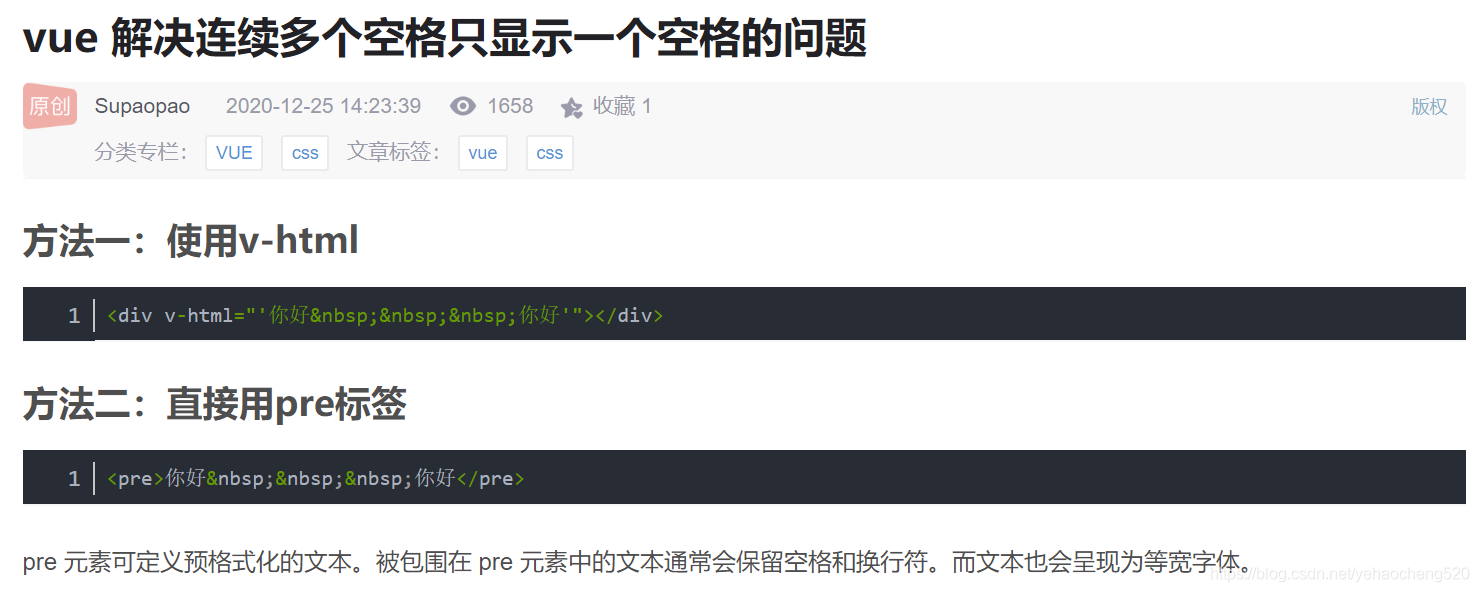 vue 解决连续多个空格只显示一个空格的问题
原创 Supaopao 2020-12-25 14:23:39 1658 收藏 1 版权
分类专栏： VUE css 文章标签： vue css
方法一：使用v-html
1 <div v-html="'你好&nbsp;&nbsp;&nbsp;你好'"></div>
方法二：直接用pre标签
1 <pre>你好&nbsp;&nbsp;&nbsp;你好</pre>
pre 元素可定义预格式化的文本。被包围在 pre 元素中的文本通常会保留空格和换行符。而文本也会呈现为等宽字体。
https://blog.csdn.net/yehaocheng520